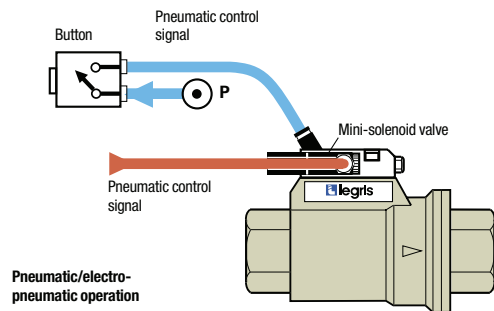 Pneumatic control
signal
Button
P
Mini-solenoid valve
legris
Pneumatic control
signal
Pneumatic/electro-
pneumatic operation